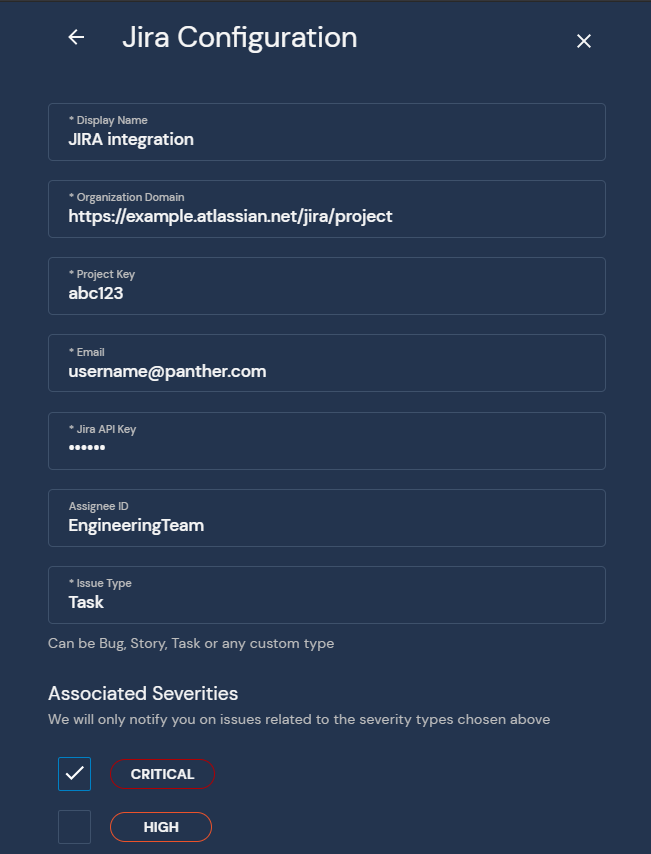 Jira Configuration
* Display Name
JIRA integration
* Organization Domain
https://example.atlassian.net/jira/project
* Project Key
abc123
* Email
username@panther.com
* Jira API Key
••••••
Assignee ID
EngineeringTeam
* Issue Type
Task
Can be Bug, Story, Task or any custom type
Associated Severities
We will only notify you on issues related to the severity types chosen above
CRITICAL
HIGH